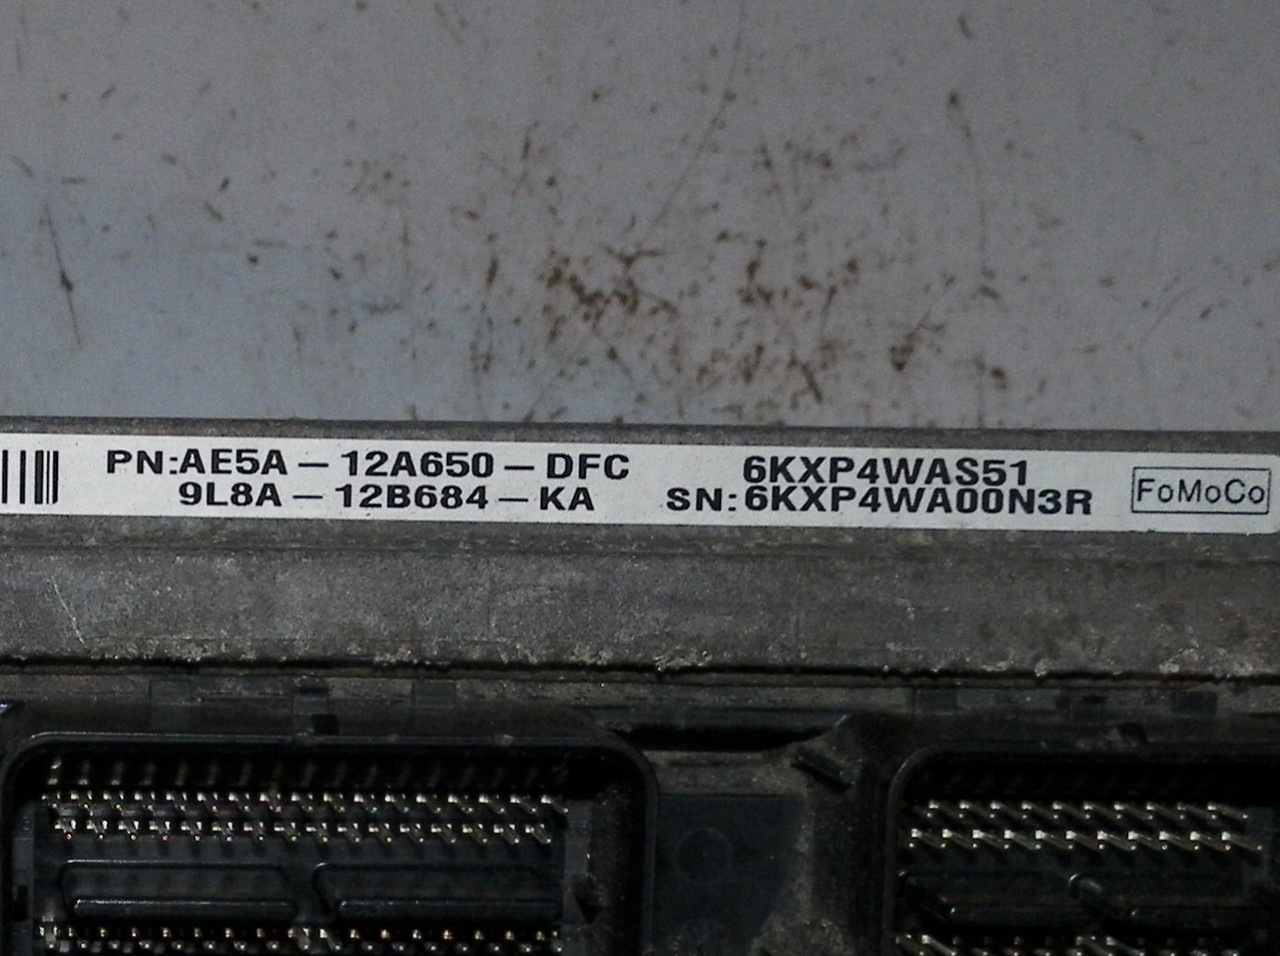 PN:AE5A – 12A650 – DFC
9L8A – 12B684 – KA
6KXP4WAS51
SN:6KXP4WA00N3R
FoMoCo